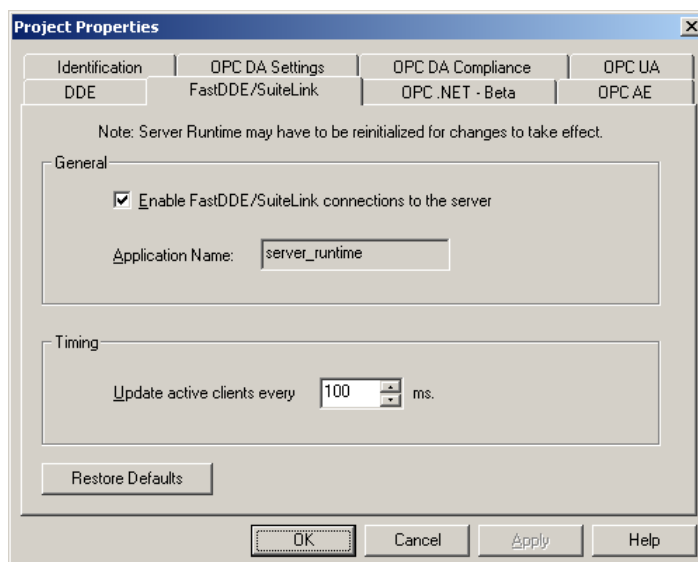 Project Properties
Identification OPC DA Settings OPC DA Compliance OPC UA
DDE FastDDE/SuiteLink OPC .NET - Beta OPC AE
Note: Server Runtime may have to be reinitialized for changes to take effect.
General
Enable FastDDE/SuiteLink connections to the server
Application Name: server_runtime
Timing
Update active clients every 100 ms.
Restore Defaults
OK Cancel Apply Help